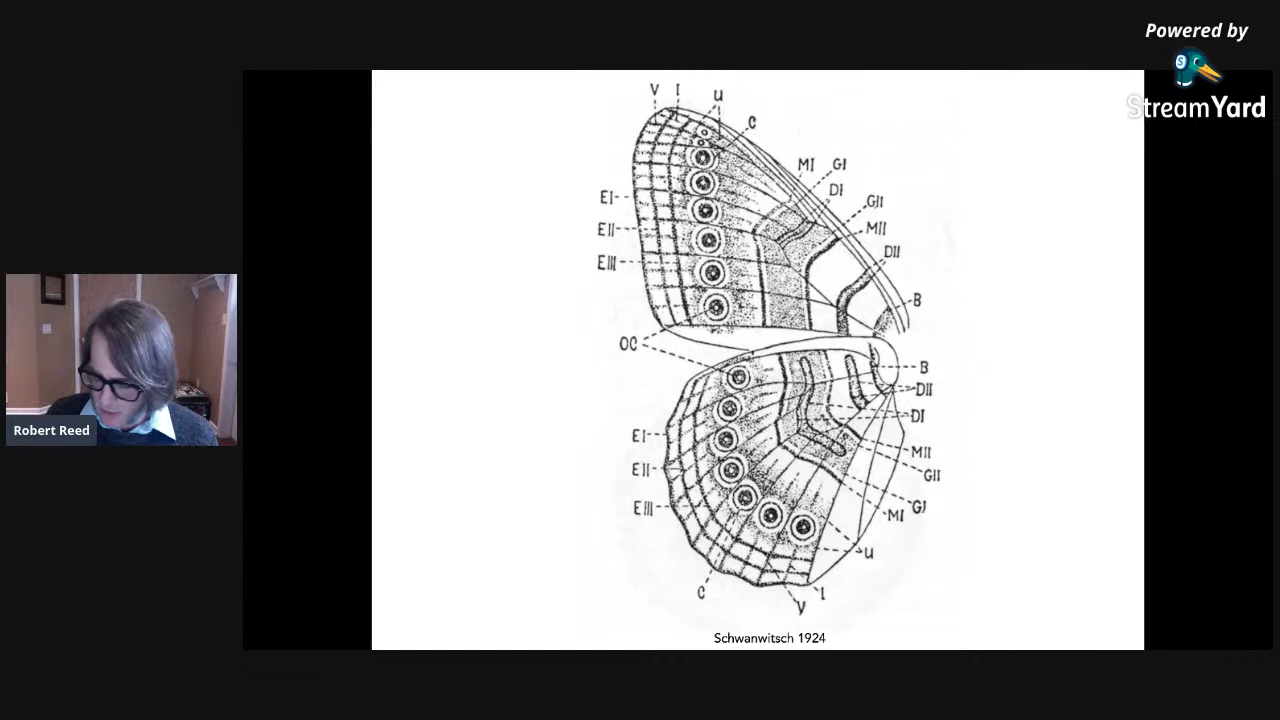 Powered by
StreamYard
V I U
C
MI GI
DI
GII
EI
EII
MII
DII
EIII
B
OC
B
DII
DI
EI
MII
EII
GII
EIII
GI
MI
U
C
V I
Robert Reed
Schwanwitsch 1924